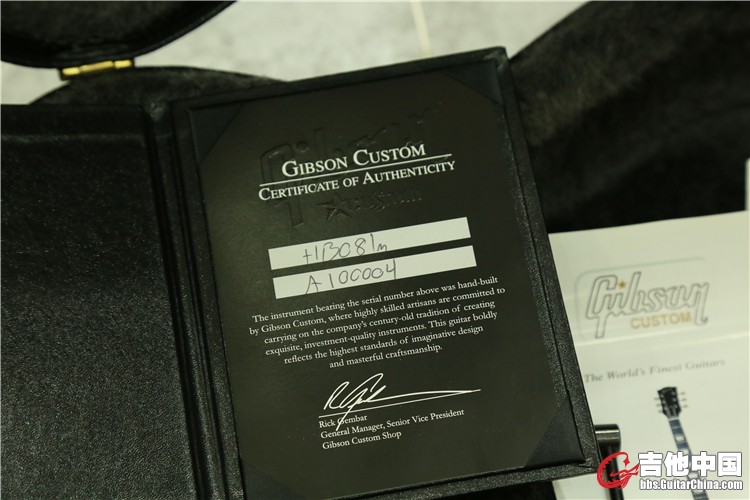 GIBSON CUSTOM
CERTIFICATE OF AUTHENTICITY
A100004
The instrument bearing the serial number above was hand-built
by Gibson Custom, where highly skilled artisans are committed to
carrying on the company's century-old tradition of creating
exquisite, investment-quality instruments. This guitar boldly
reflects the highest standards of imaginative design
and masterful craftsmanship.
Rick Gembar
General Manager, Senior Vice President
Gibson Custom Shop
Gibson
CUSTOM
The World's Finest Guitars
吉他中国
bbs.GuitarChina.com